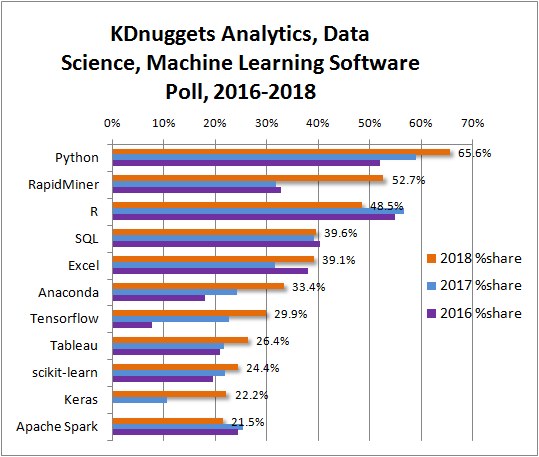 KDnuggets Analytics, Data
Science, Machine Learning Software
Poll, 2016-2018
0% 10% 20% 30% 40% 50% 60% 70%
Python 65.6%
RapidMiner 52.7%
R 48.5%
SQL 39.6%
Excel 39.1%
Anaconda 33.4%
Tensorflow 29.9%
Tableau 26.4%
scikit-learn 24.4%
Keras 22.2%
Apache Spark 21.5%
2018 %share
2017 %share
2016 %share